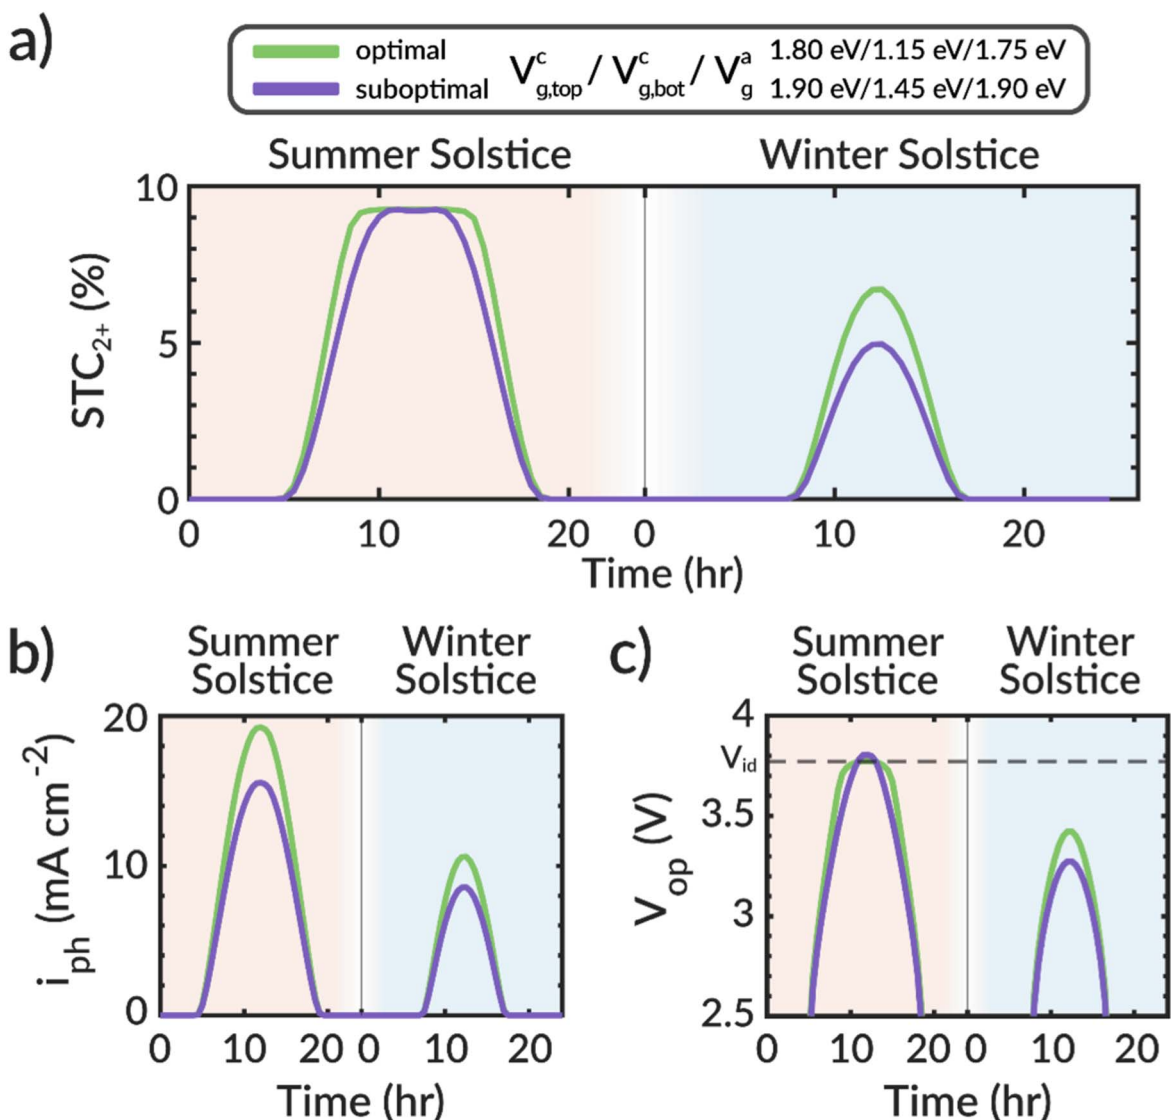 a)
optimal V^c_g,top / V^c_g,bot / V^a_g 1.80 eV/1.15 eV/1.75 eV
suboptimal 1.90 eV/1.45 eV/1.90 eV
Summer Solstice Winter Solstice
STC2+ (%)
10
5
0
0 10 20 0 10 20
Time (hr)
b)
Summer Solstice
Winter Solstice
iph (mA cm-2)
20
10
0
0 10 20 0 10 20
Time (hr)
c)
Summer Solstice
Winter Solstice
Vop (V)
4
Vid
3.5
3
2.5
0 10 20 0 10 20
Time (hr)